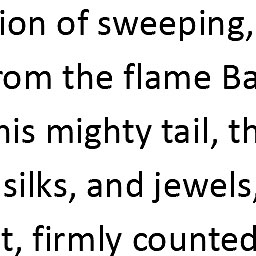 ion of sweeping,
rom the flame Ba
his mighty tail, th
silks, and jewels,
t, firmly counted